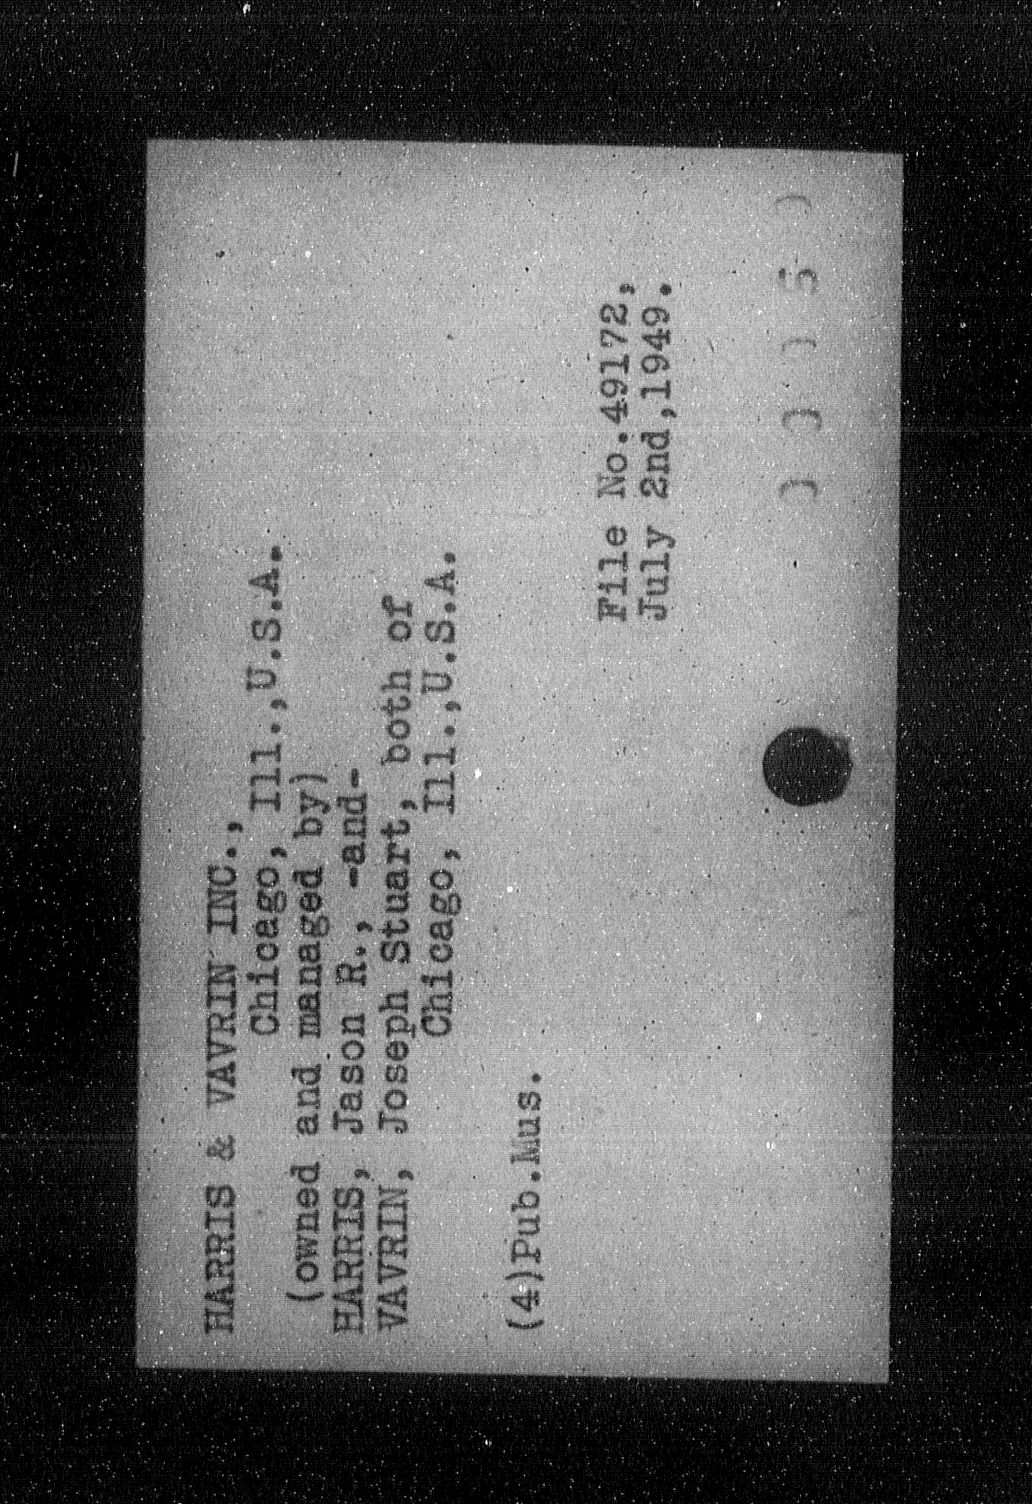 HARRIS & VAVRIN INC.,
Chicago, Ill.,U.S.A.
(owned and managed by)
HARRIS, Jason R., -and-
VAVRIN, Joseph Stuart, both of
Chicago, Ill.,U.S.A.
(4)Pub.Mus.
File No.49172,
July 2nd,1949.